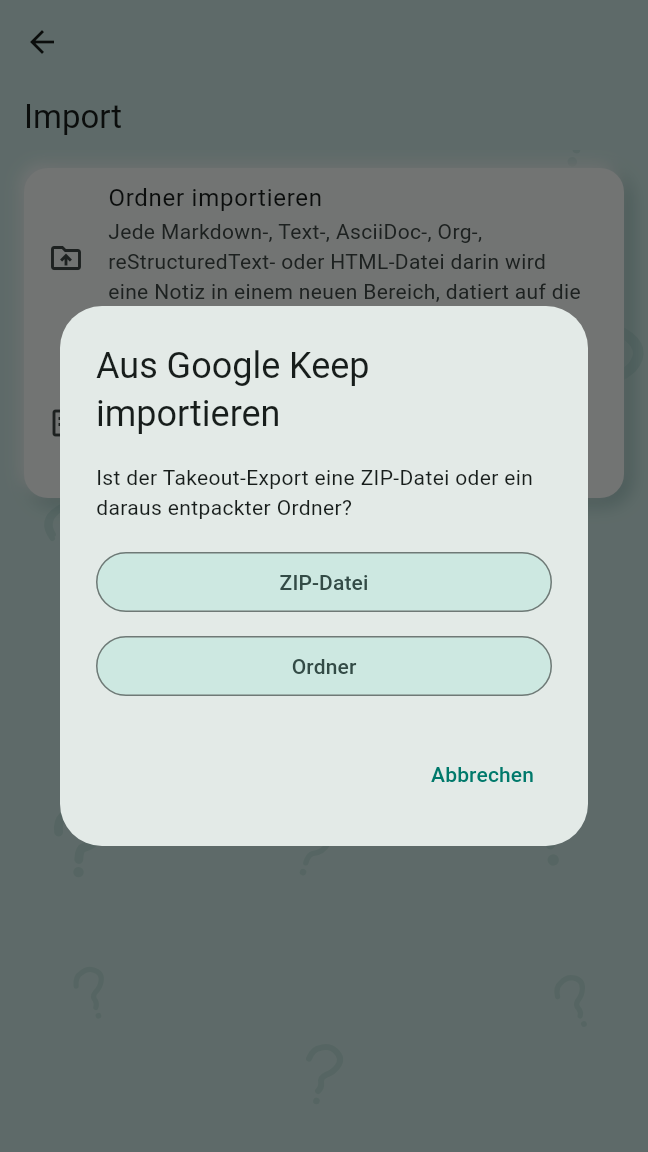 Import
Ordner importieren
Jede Markdown-, Text-, AsciiDoc-, Org-,
reStructuredText- oder HTML-Datei darin wird
eine Notiz in einem neuen Bereich, datiert auf die
Aus Google Keep
importieren
Ist der Takeout-Export eine ZIP-Datei oder ein
daraus entpackter Ordner?
ZIP-Datei
Ordner
Abbrechen